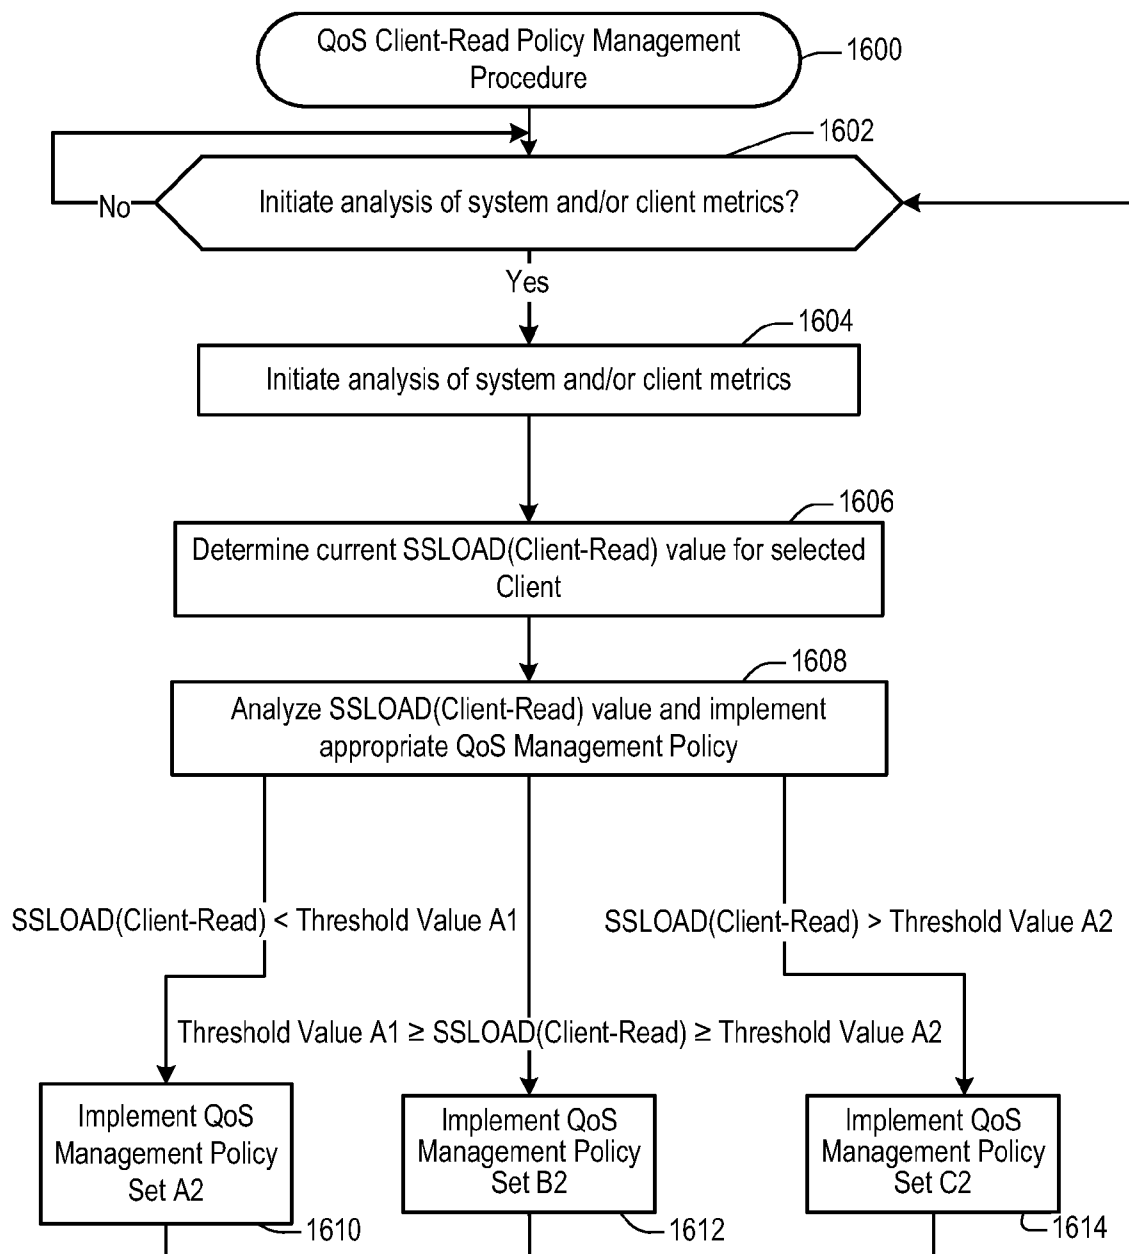 QoS Client-Read Policy Management
Procedure
1600
1602
Initiate analysis of system and/or client metrics?
No
Yes
1604
Initiate analysis of system and/or client metrics
1606
Determine current SSLOAD(Client-Read) value for selected
Client
1608
Analyze SSLOAD(Client-Read) value and implement
appropriate QoS Management Policy
SSLOAD(Client-Read) < Threshold Value A1
SSLOAD(Client-Read) > Threshold Value A2
Threshold Value A1 ≥ SSLOAD(Client-Read) ≥ Threshold Value A2
Implement QoS
Management Policy
Set A2
1610
Implement QoS
Management Policy
Set B2
1612
Implement QoS
Management Policy
Set C2
1614